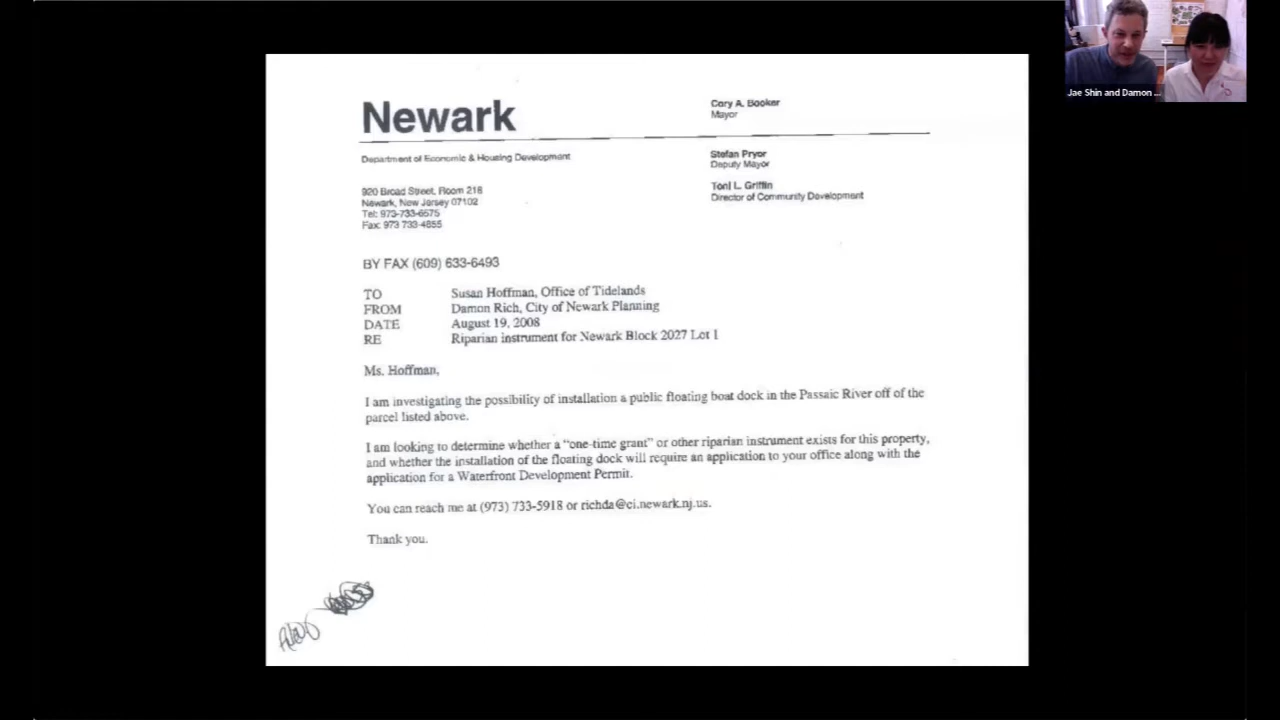 Newark
Cory A. Booker
Mayor
Department of Economic & Housing Development
Stefan Pryor
Deputy Mayor
920 Broad Street, Room 218
Newark, New Jersey 07102
Tel: 973-733-6575
Fax: 973 733-4855
Toni L. Griffin
Director of Community Development
BY FAX (609) 633-6493
TO Susan Hoffman, Office of Tidelands
FROM Damon Rich, City of Newark Planning
DATE August 19, 2008
RE Riparian instrument for Newark Block 2027 Lot 1
Ms. Hoffman,
I am investigating the possibility of installation a public floating boat dock in the Passaic River off of the
parcel listed above.
I am looking to determine whether a “one-time grant” or other riparian instrument exists for this property,
and whether the installation of the floating dock will require an application to your office along with the
application for a Waterfront Development Permit.
You can reach me at (973) 733-5918 or richda@ci.newark.nj.us.
Thank you.
Jae Shin and Damon ...